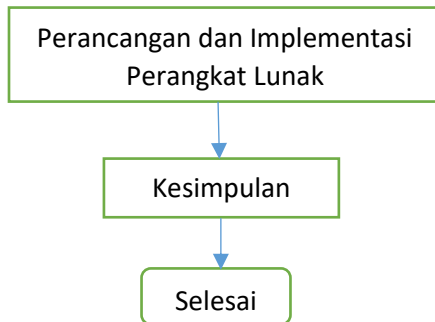 Perancangan dan Implementasi
Perangkat Lunak
Kesimpulan
Selesai